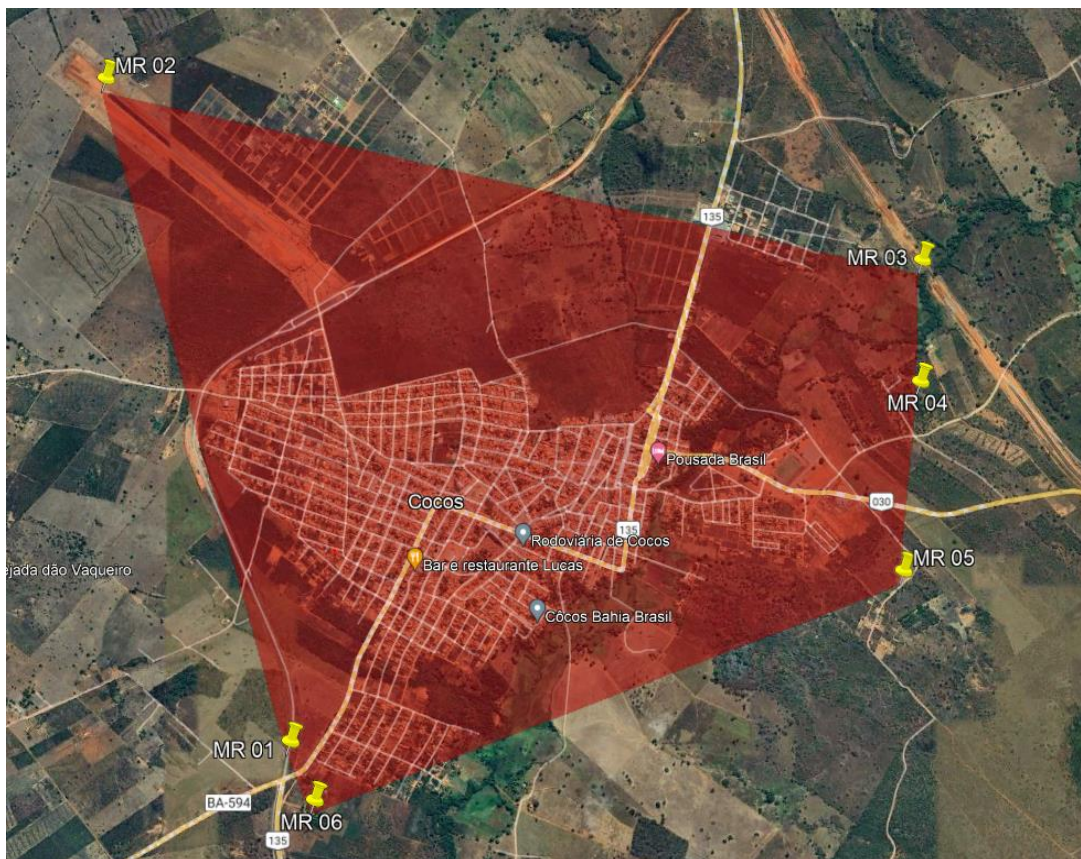 MR 02
135
MR 03
MR 04
Pousada Brasil
Cocos
030
135
Rodoviária de Cocos
MR 05
Bar e restaurante Lucas
ejada dão Vaqueiro
Côcos Bahia Brasil
MR 01
BA-594
MR 06
135